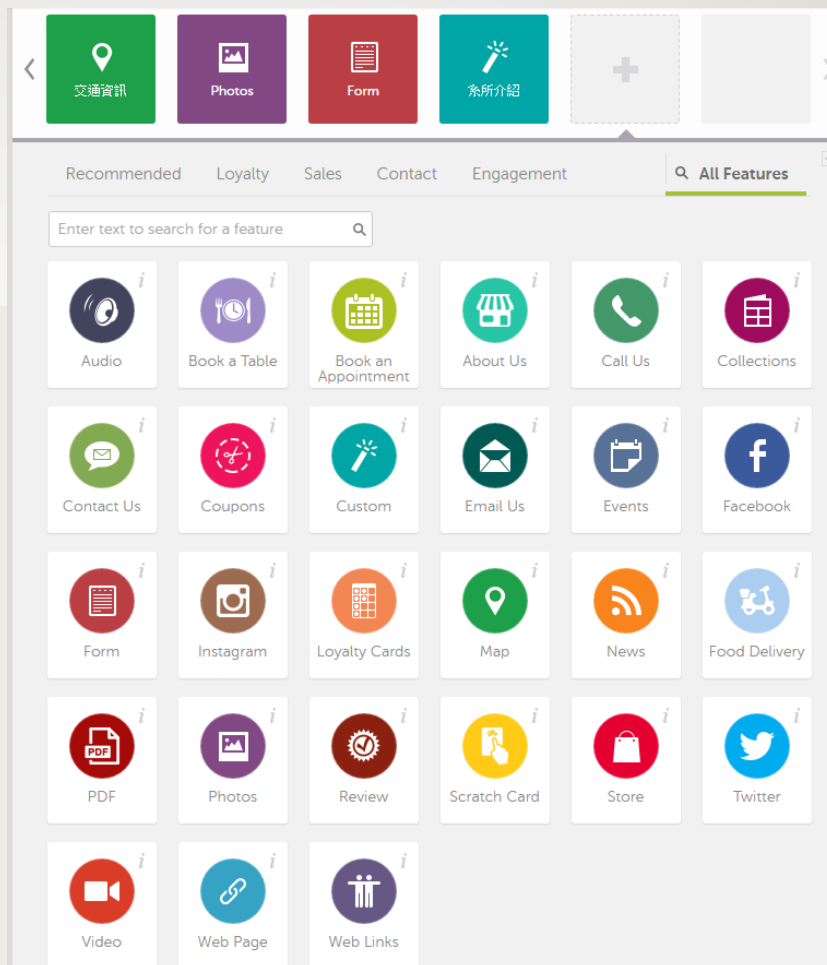 交通資訊
Photos
Form
系所介紹
Recommended
Loyalty
Sales
Contact
Engagement
All Features
Enter text to search for a feature
Audio
Book a Table
Book an
Appointment
About Us
Call Us
Collections
Contact Us
Coupons
Custom
Email Us
Events
Facebook
Form
Instagram
Loyalty Cards
Map
News
Food Delivery
PDF
PDF
Photos
Review
Scratch Card
Store
Twitter
Video
Web Page
Web Links